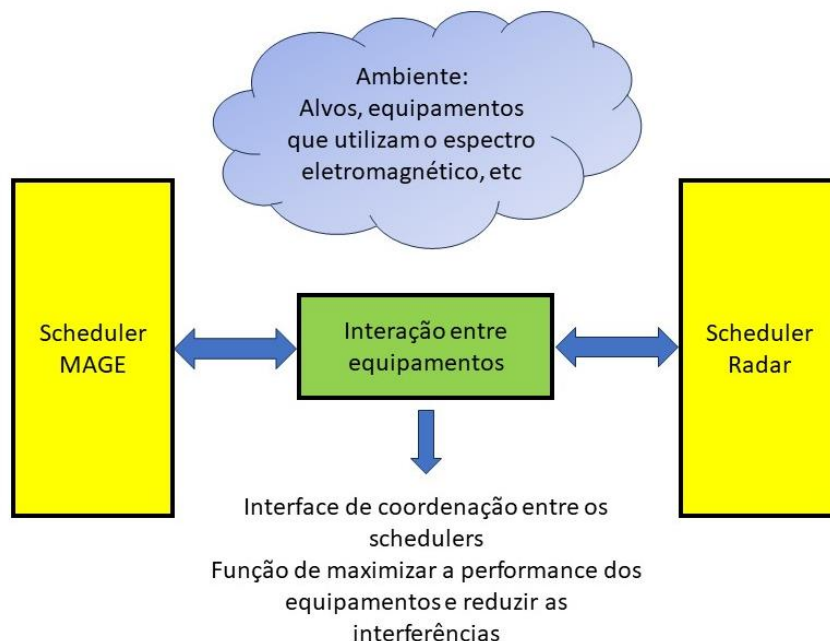 Ambiente:
Alvos, equipamentos
que utilizam o espectro
eletromagnético, etc
Scheduler
MAGE
Interação entre
equipamentos
Scheduler
Radar
Interface de coordenação entre os
schedulers
Função de maximizar a performance dos
equipamentos e reduzir as
interferências